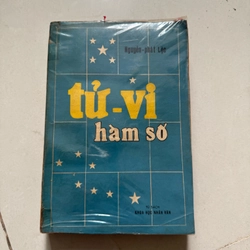 Nguyễn-Phát Lộc
tử-vi
hàm số